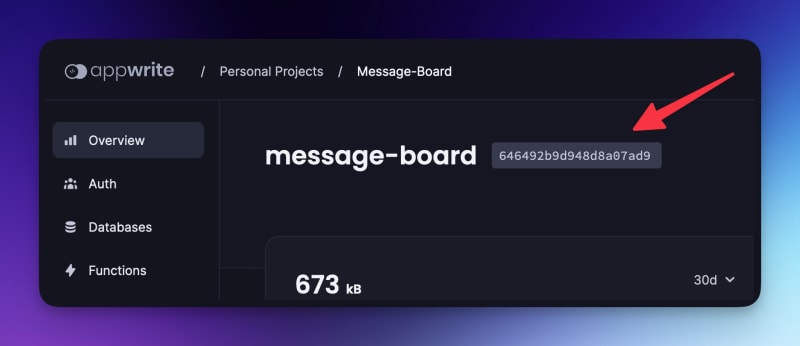 appwrite / Personal Projects / Message-Board
Overview
message-board 646492b9d948d8a07ad9
Auth
Databases
Functions
673 kB 30d